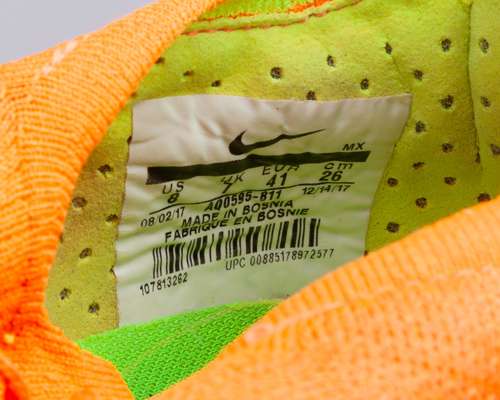 MX
US UK EUR cm
8 7 41 26
08/02/17 AQ0595-811 12/14/17
MADE IN BOSNIA
FABRIQUE EN BOSNIE
107813262 UPC 00885178972577